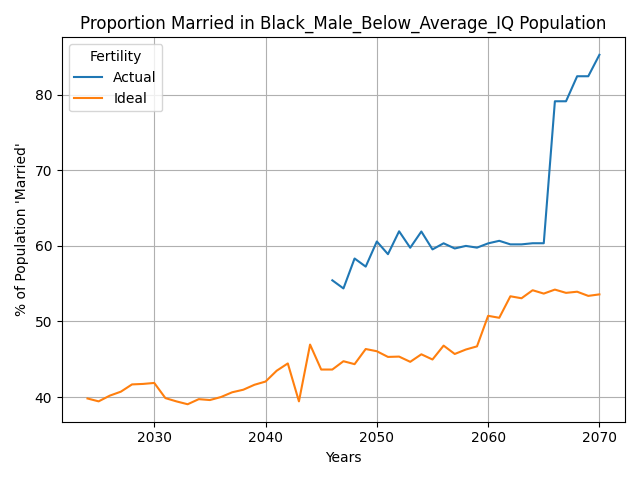 Proportion Married in Black_Male_Below_Average_IQ Population
Fertility
Actual
Ideal
% of Population 'Married'
80
70
60
50
40
2030 2040 2050 2060 2070
Years